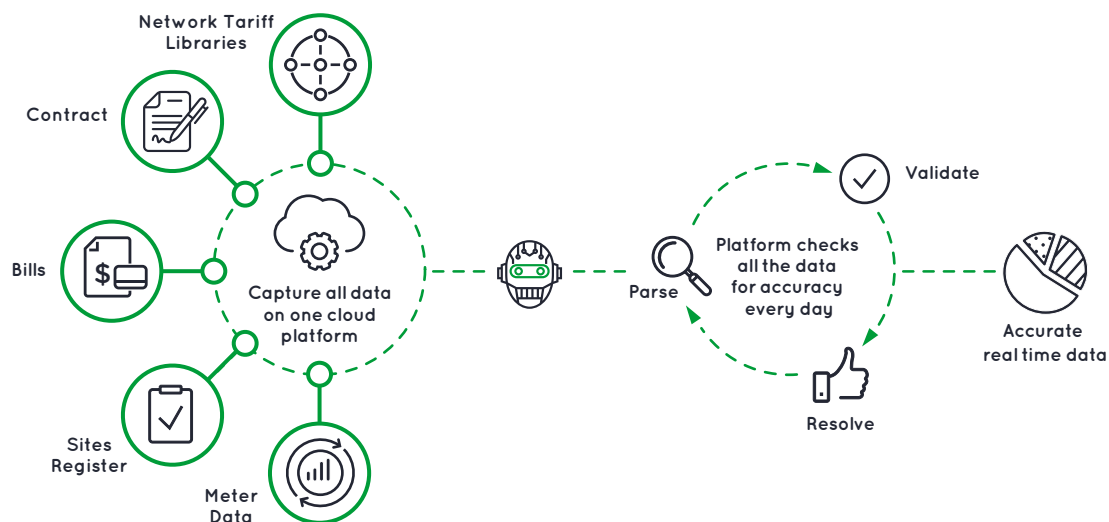 Network Tariff
Libraries
Contract
Bills
$
Sites
Register
Meter
Data
Capture all data
on one cloud
platform
Parse
Platform checks
all the data
for accuracy
every day
Validate
Resolve
Accurate
real time data